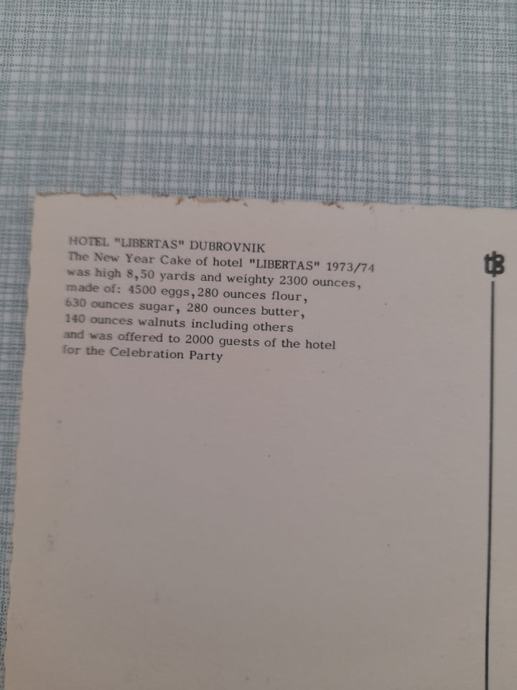 HOTEL "LIBERTAS" DUBROVNIK
The New Year Cake of hotel "LIBERTAS" 1973/74
was high 8,50 yards and weighty 2300 ounces,
made of: 4500 eggs,280 ounces flour,
630 ounces sugar, 280 ounces butter,
140 ounces walnuts including others
and was offered to 2000 guests of the hotel
for the Celebration Party